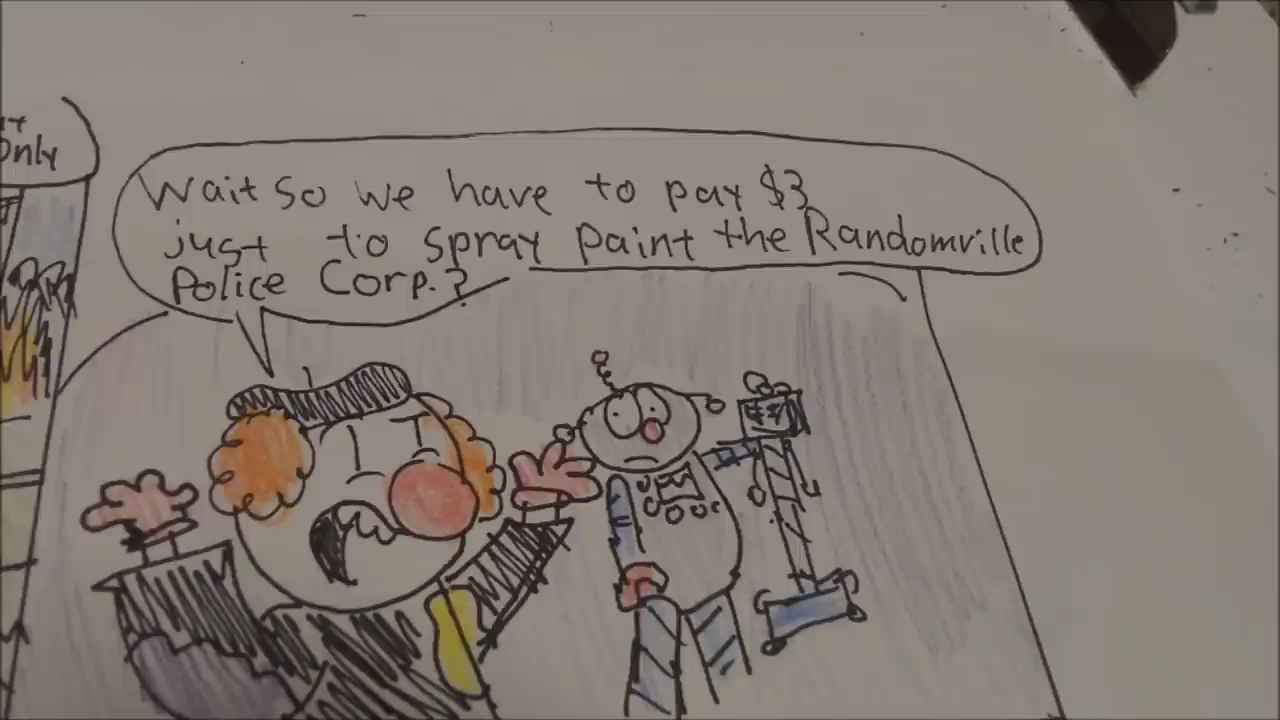 Only
Wait so we have to pay $3
just to spray paint the Randomville
Police Corp.?